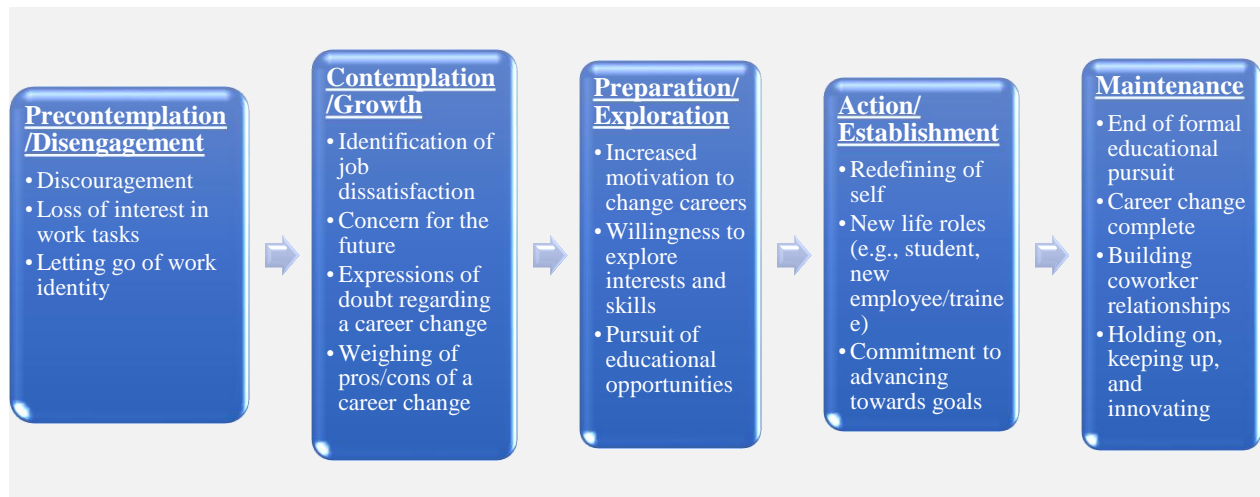 Precontemplation
/Disengagement
• Discouragement
• Loss of interest in
work tasks
• Letting go of work
identity
Contemplation
/Growth
• Identification of
job
dissatisfaction
• Concern for the
future
• Expressions of
doubt regarding
a career change
• Weighing of
pros/cons of a
career change
Preparation/
Exploration
• Increased
motivation to
change careers
• Willingness to
explore
interests and
skills
• Pursuit of
educational
opportunities
Action/
Establishment
• Redefining of
self
• New life roles
(e.g., student,
new
employee/traine
e)
• Commitment to
advancing
towards goals
Maintenance
• End of formal
educational
pursuit
• Career change
complete
• Building
coworker
relationships
• Holding on,
keeping up,
and
innovating